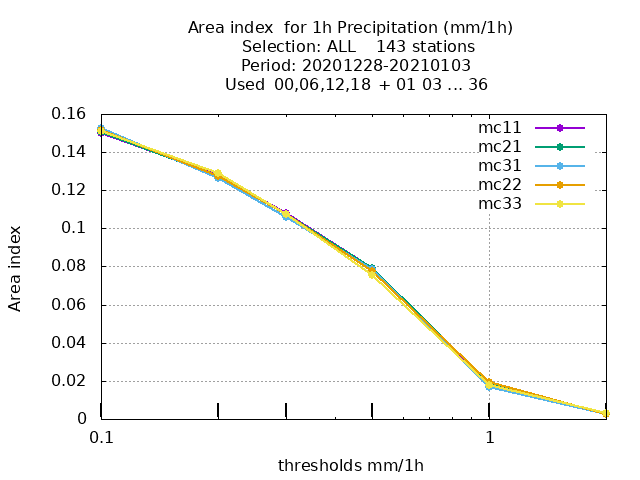 Area index  for 1h Precipitation (mm/1h)
Selection: ALL    143 stations
Period: 20201228-20210103
Used  00,06,12,18  + 01 03 ... 36
mc11
mc21
mc31
mc22
mc33
0.16
0.14
0.12
0.1
0.08
0.06
0.04
0.02
0
Area index
0.1
1
thresholds mm/1h